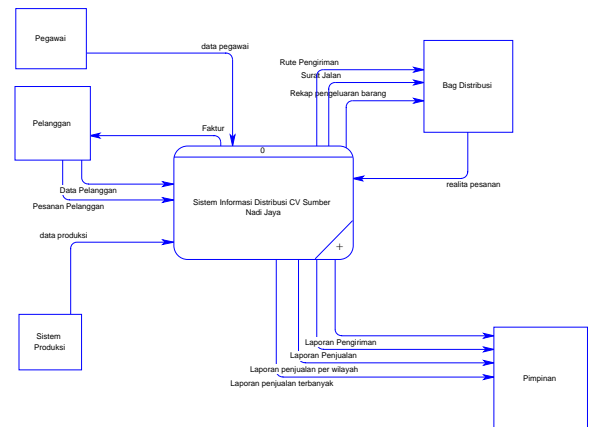 Pegawai
data pegawai
Rute Pengiriman
Surat Jalan
Rekap pengeluaran barang
Bag Distribusi
Pelanggan
Faktur
0
Data Pelanggan
Pesanan Pelanggan
Sistem Informasi Distribusi CV Sumber
Nadi Jaya
realita pesanan
data produksi
+
Sistem
Produksi
Laporan Pengiriman
Laporan Penjualan
Laporan penjualan per wilayah
Laporan penjualan terbanyak
Pimpinan